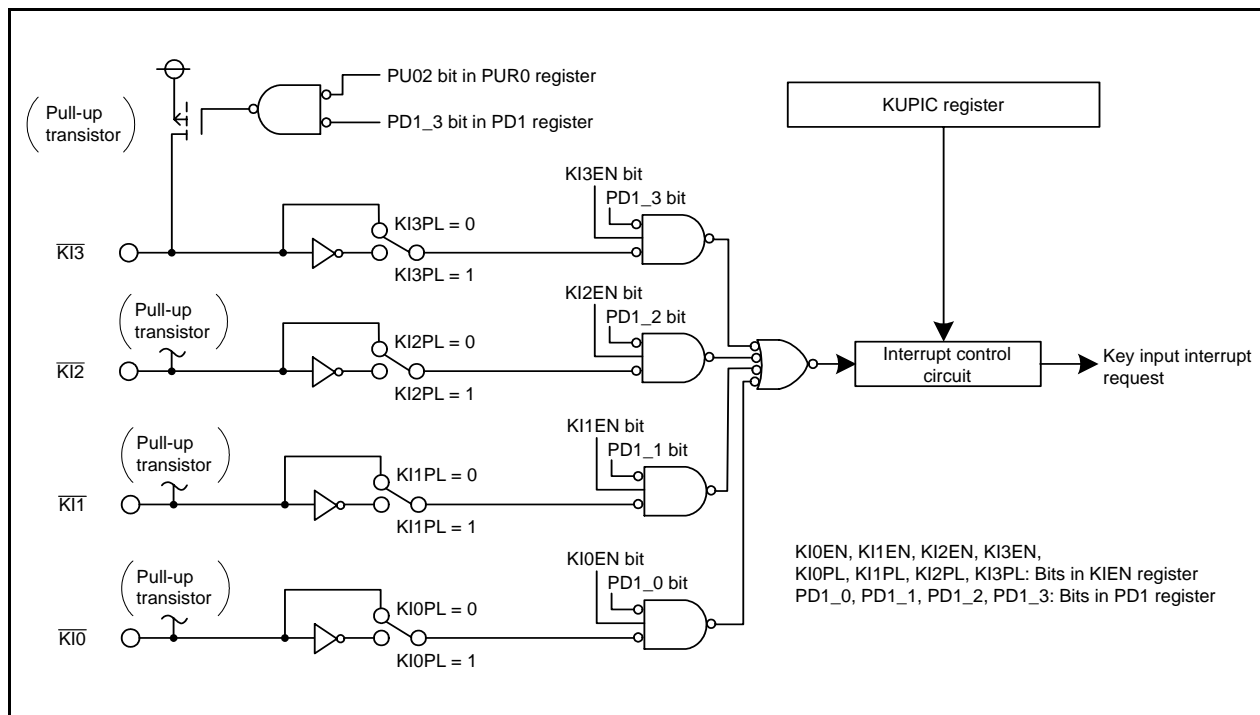 PU02 bit in PUR0 register
Pull-up
transistor
PD1_3 bit in PD1 register
KUPIC register
KI3EN bit
PD1_3 bit
KI3PL = 0
KI3
KI3PL = 1
Pull-up
transistor
KI2EN bit
PD1_2 bit
KI2PL = 0
KI2
KI2PL = 1
Interrupt control
circuit
Key input interrupt
request
Pull-up
transistor
KI1EN bit
PD1_1 bit
KI1PL = 0
KI1
KI1PL = 1
Pull-up
transistor
KI0EN bit
PD1_0 bit
KI0PL = 0
KI0
KI0PL = 1
KI0EN, KI1EN, KI2EN, KI3EN,
KI0PL, KI1PL, KI2PL, KI3PL: Bits in KIEN register
PD1_0, PD1_1, PD1_2, PD1_3: Bits in PD1 register